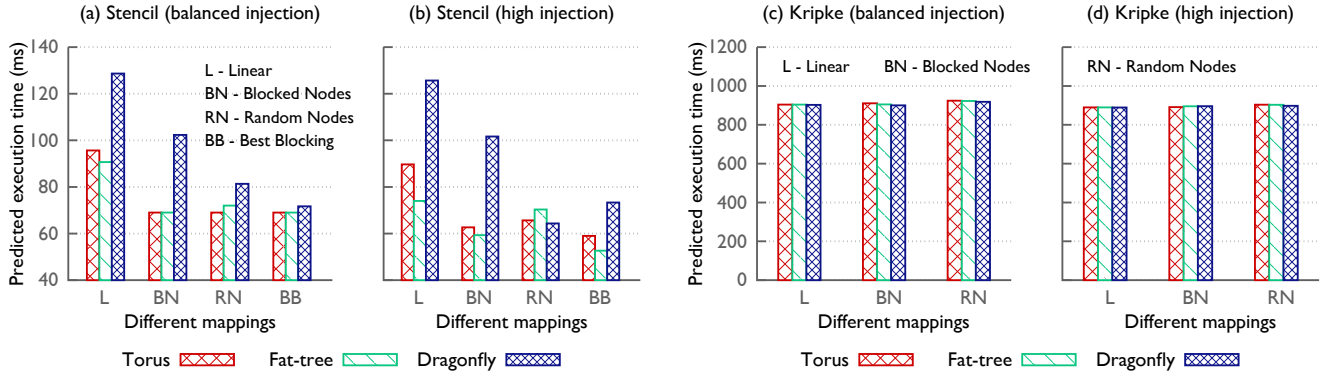 (a) Stencil (balanced injection)
(b) Stencil (high injection)
(c) Kripke (balanced injection)
(d) Kripke (high injection)
Predicted execution time (ms)
140
120
100
80
60
40
L - Linear
BN - Blocked Nodes
RN - Random Nodes
BB - Best Blocking
L BN RN BB
Different mappings
L BN RN BB
Different mappings
Torus Fat-tree Dragonfly
Predicted execution time (ms)
1200
1000
800
600
400
200
0
L - Linear BN - Blocked Nodes
RN - Random Nodes
L BN RN
Different mappings
L BN RN
Different mappings
Torus Fat-tree Dragonfly